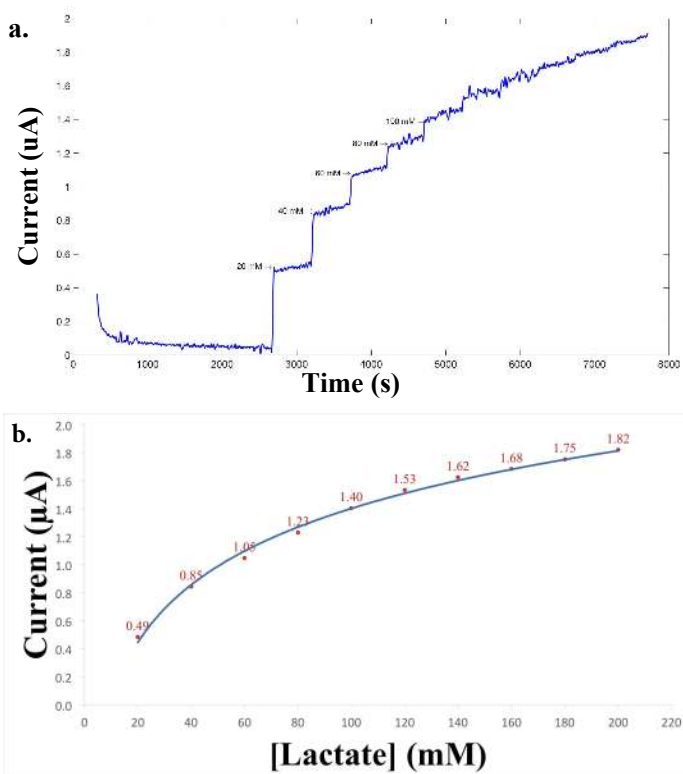 a.
Current (uA)
2
1.8
1.6
1.4
1.2
1
0.8
0.6
0.4
0.2
0
100 mM
80 mM
60 mM
40 mM
20 mM
0 1000 2000 3000 4000 5000 6000 7000 8000
Time (s)
b.
Current (μA)
2.0
1.8
1.6
1.4
1.2
1.0
0.8
0.6
0.4
0.2
0.0
0.49 0.85 1.05 1.23 1.40 1.53 1.62 1.68 1.75 1.82
0 20 40 60 80 100 120 140 160 180 200 220
[Lactate] (mM)